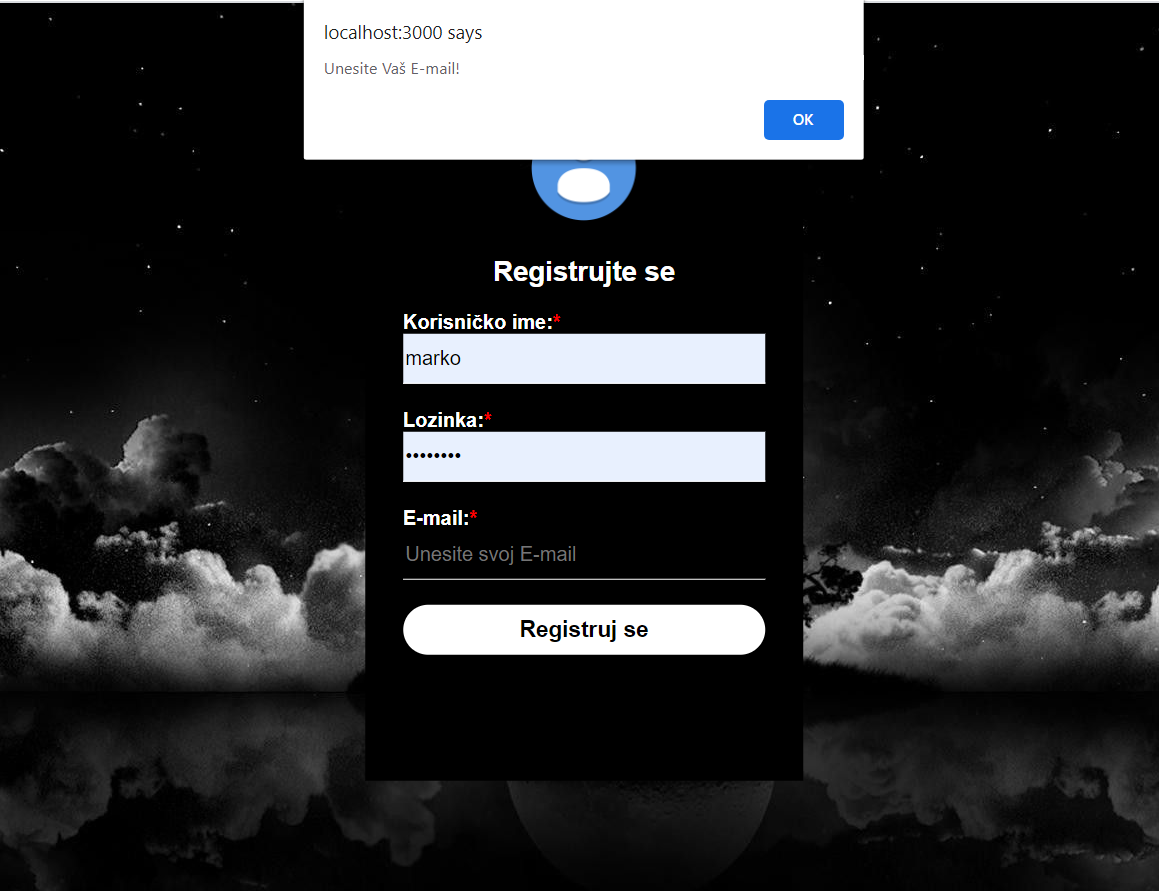 localhost:3000 says
Unesite Vaš E-mail!
OK
Registrujte se
Korisničko ime:*
marko
Lozinka:*
••••••••
E-mail:*
Unesite svoj E-mail
Registruj se